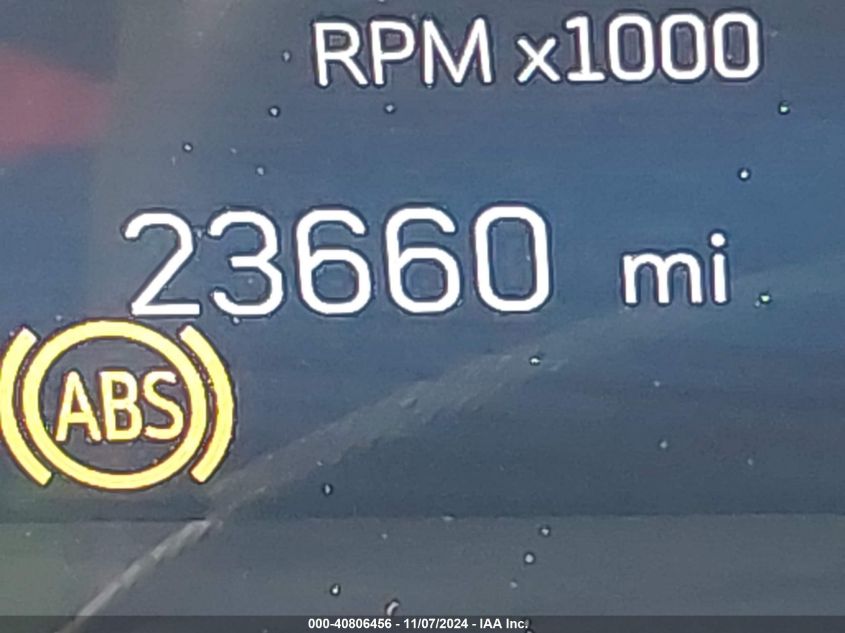 RPM x1000
23660 mi
ABS
000-40806456 - 11/07/2024 - IAA Inc.